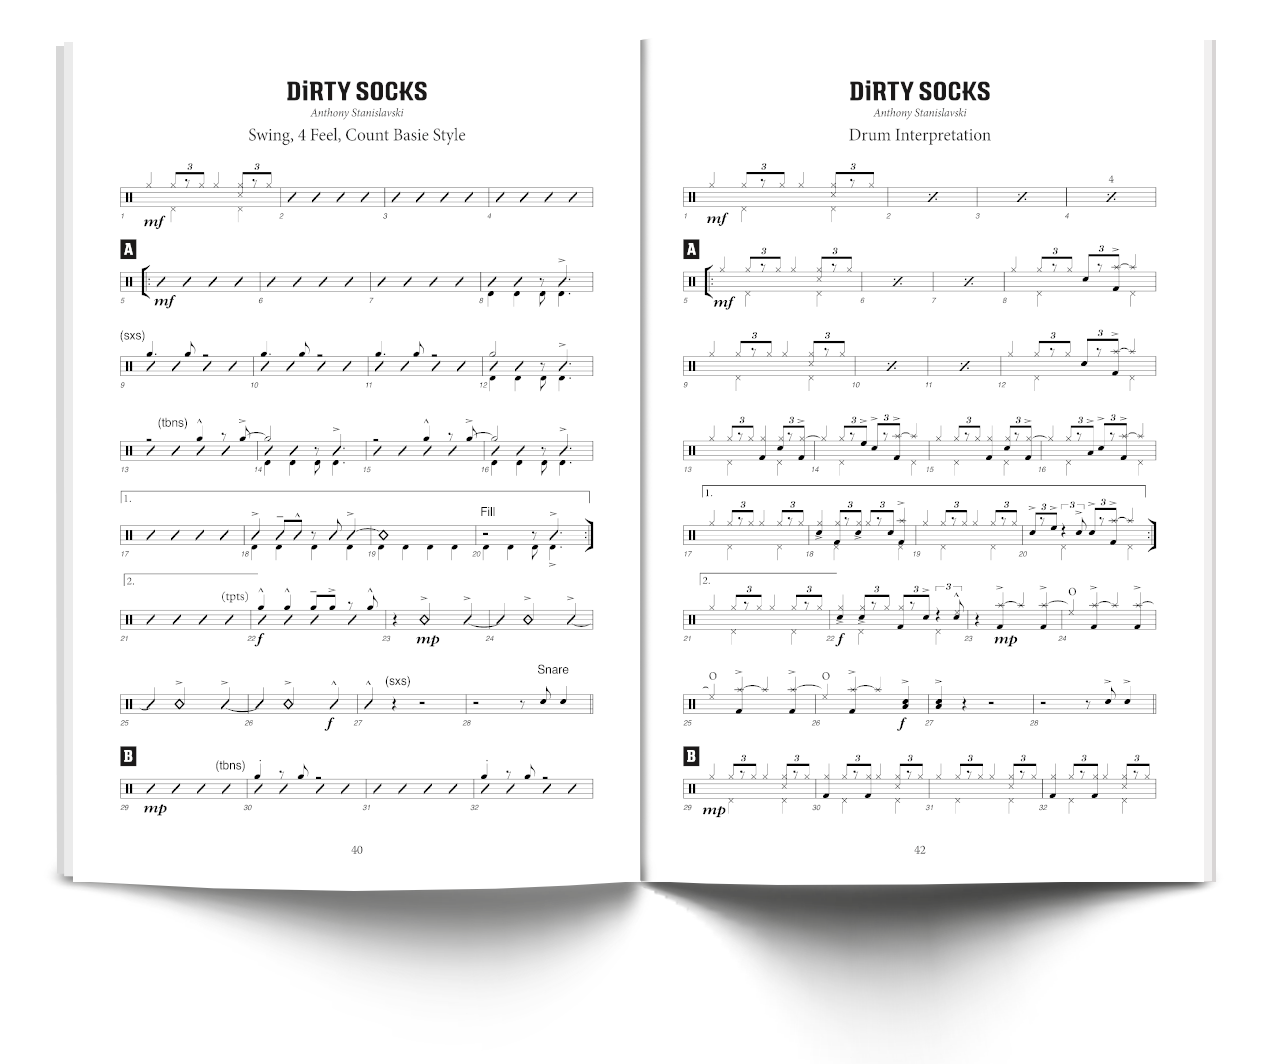 DiRTY SOCKS
Anthony Stanislavski
Swing, 4 Feel, Count Basie Style
3 3
1 mf 2 3 4
A
5 mf 6 7 8
(sxs)
9 10 11 12
(tbns)
13 14 15 16
1.
Fill
17 18 19 20
2.
(tpts)
21 22 f 23 mp 24
Snare
(sxs)
25 26 f 27 28
B
(tbns)
29 mp 30 31 32
40
DiRTY SOCKS
Anthony Stanislavski
Drum Interpretation
3 3 4
1 mf 2 3 4
A
3 3 3 3
5 mf 6 7 8
3 3 3 3
9 10 11 12
3 3 3 3 3 3 3 3
13 14 15 16
1.
3 3 3 3 3 3 3 3 3
17 18 19 20
2.
3 3 3 3 3
O
21 22 f 23 mp 24
O O
25 26 f 27 28
B
3 3 3 3 3 3 3 3
29 mp 30 31 32
42